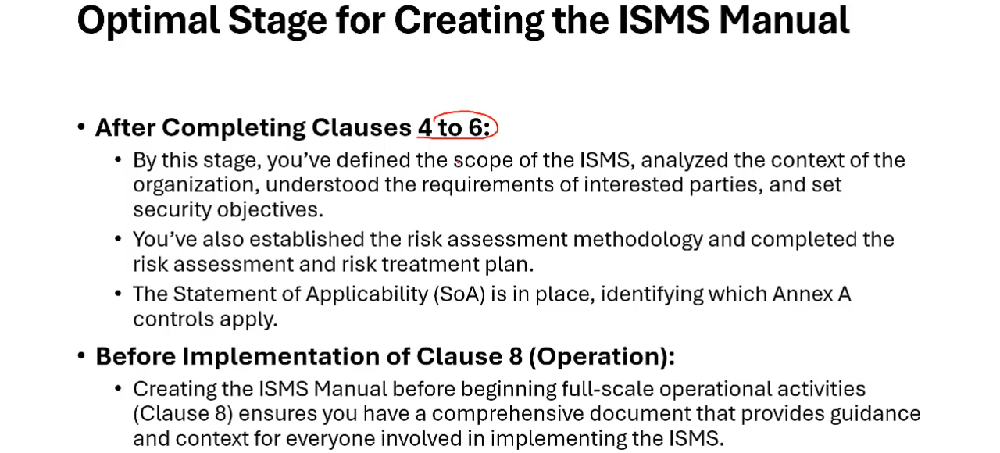 Optimal Stage for Creating the ISMS Manual
• After Completing Clauses 4 to 6:
• By this stage, you’ve defined the scope of the ISMS, analyzed the context of the
organization, understood the requirements of interested parties, and set
security objectives.
• You’ve also established the risk assessment methodology and completed the
risk assessment and risk treatment plan.
• The Statement of Applicability (SoA) is in place, identifying which Annex A
controls apply.
• Before Implementation of Clause 8 (Operation):
• Creating the ISMS Manual before beginning full-scale operational activities
(Clause 8) ensures you have a comprehensive document that provides guidance
and context for everyone involved in implementing the ISMS.